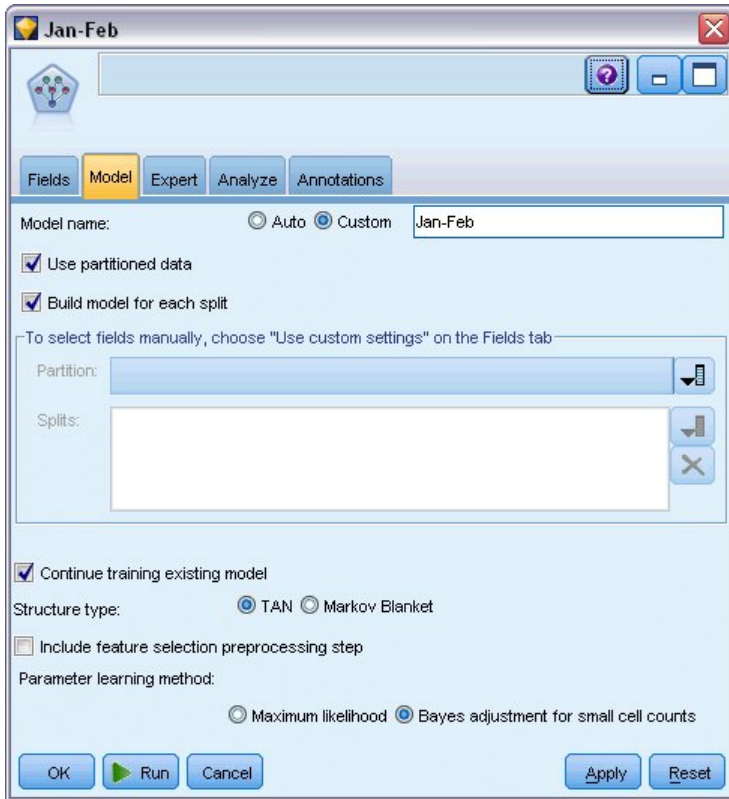 Jan-Feb
Fields Model Expert Analyze Annotations
Model name: Auto Custom Jan-Feb
Use partitioned data
Build model for each split
To select fields manually, choose "Use custom settings" on the Fields tab
Partition:
Splits:
Continue training existing model
Structure type: TAN Markov Blanket
Include feature selection preprocessing step
Parameter learning method:
Maximum likelihood Bayes adjustment for small cell counts
OK Run Cancel Apply Reset